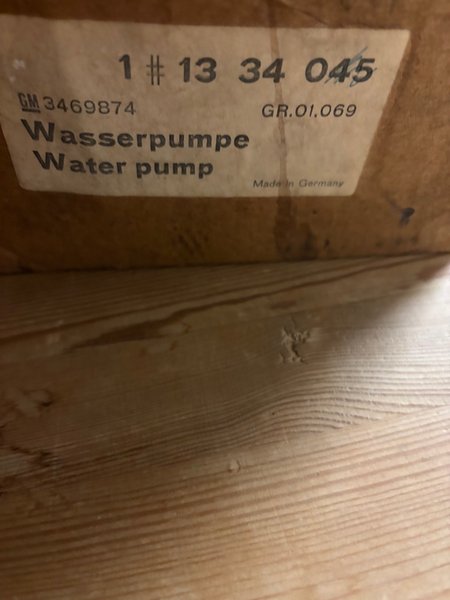 1 # 13 34 045
GM 3469874 GR.01.069
Wasserpumpe
Water pump
Made in Germany